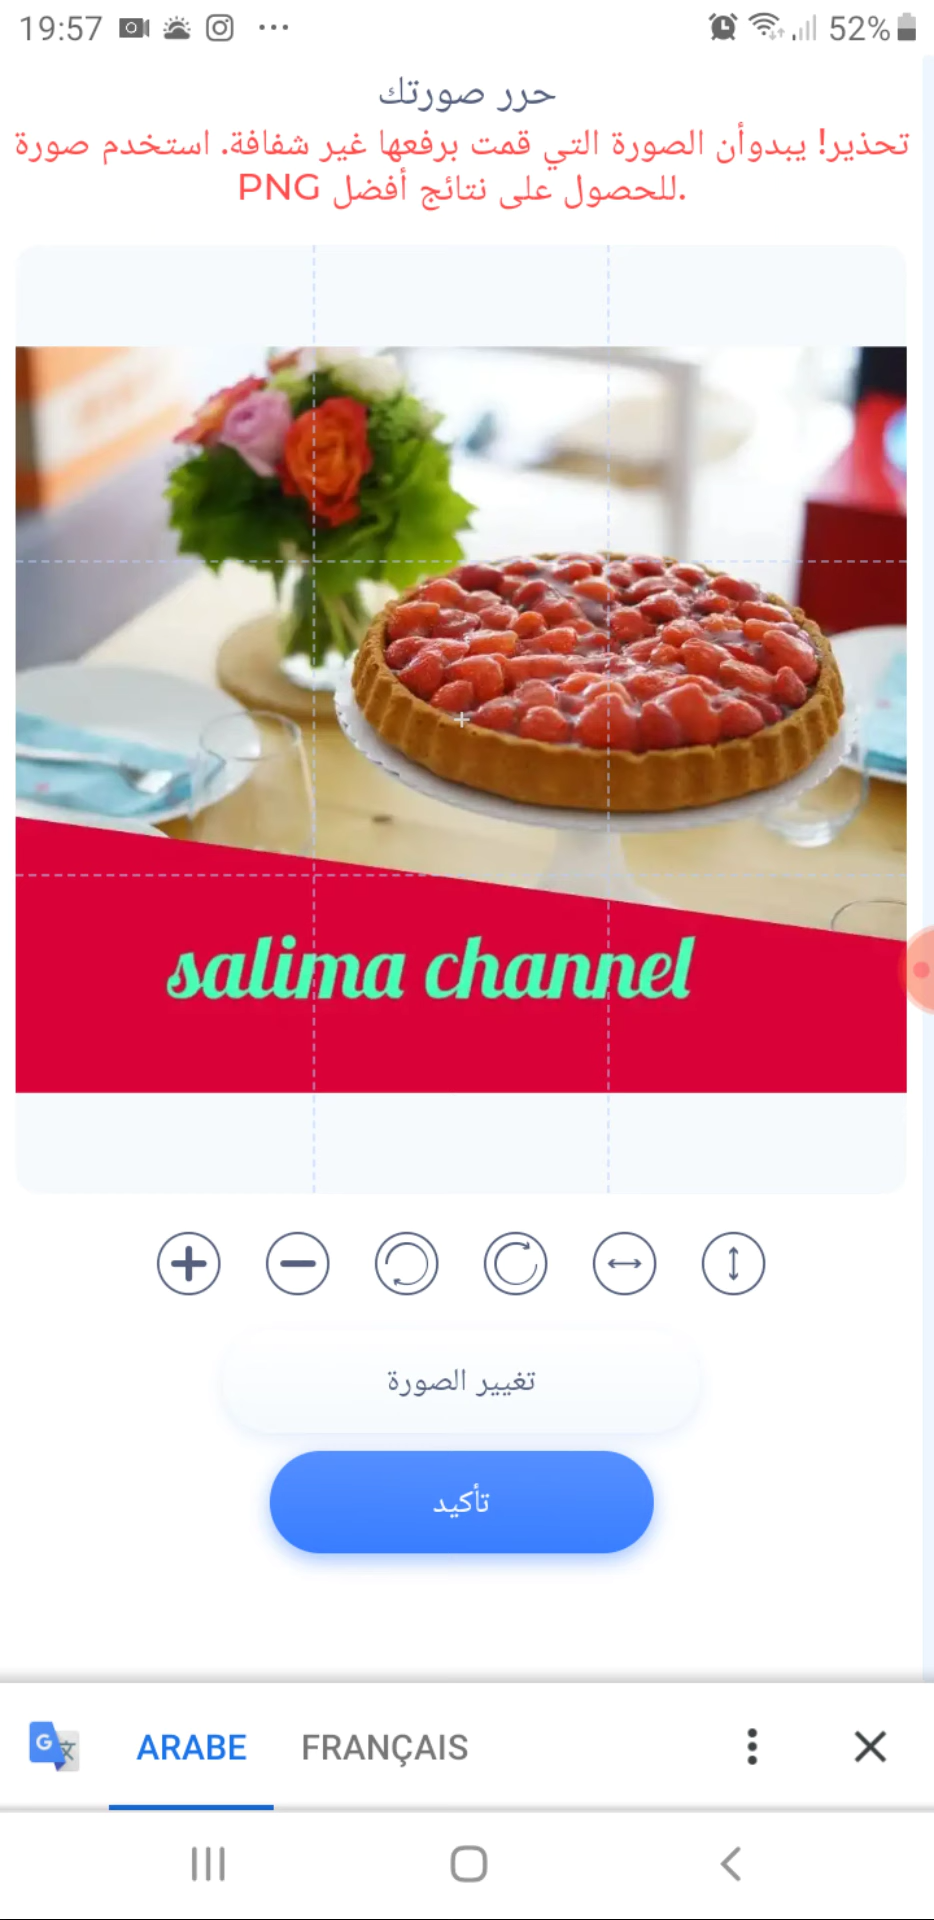 19:57
52%
حرر صورتك
تحذير! يبدوأن الصورة التي قمت برفعها غير شفافة. استخدم صورة
PNG للحصول على نتائج أفضل.
salima channel
تغيير الصورة
تأكيد
ARABE FRANÇAIS